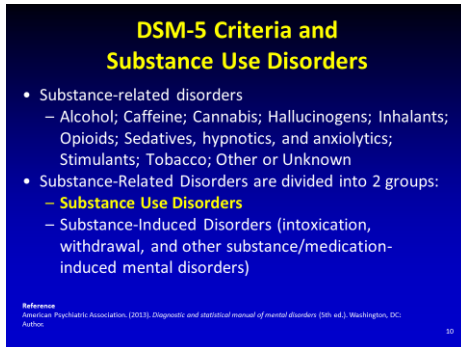 DSM-5 Criteria and
Substance Use Disorders
• Substance-related disorders
– Alcohol; Caffeine; Cannabis; Hallucinogens; Inhalants;
Opioids; Sedatives, hypnotics, and anxiolytics;
Stimulants; Tobacco; Other or Unknown
• Substance-Related Disorders are divided into 2 groups:
– Substance Use Disorders
– Substance-Induced Disorders (intoxication,
withdrawal, and other substance/medication-
induced mental disorders)
Reference
American Psychiatric Association. (2013). Diagnostic and statistical manual of mental disorders (5th ed.). Washington, DC:
Author.
10